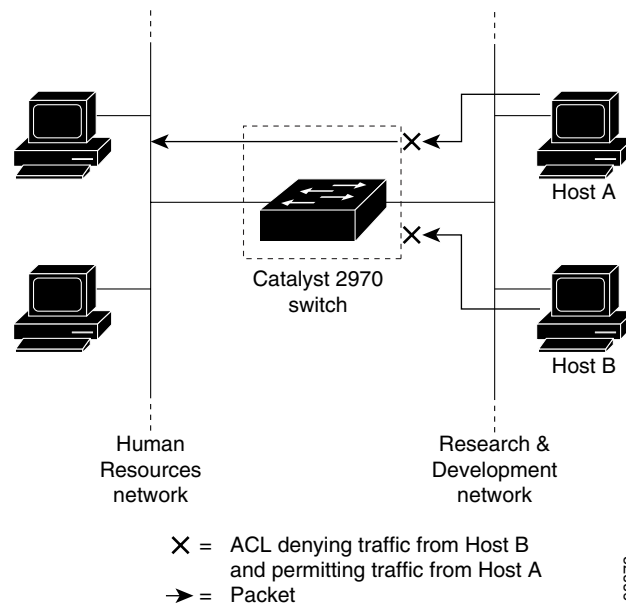 Host A
Catalyst 2970
switch
Host B
Human
Resources
network
Research &
Development
network
X = ACL denying traffic from Host B
and permitting traffic from Host A
= Packet